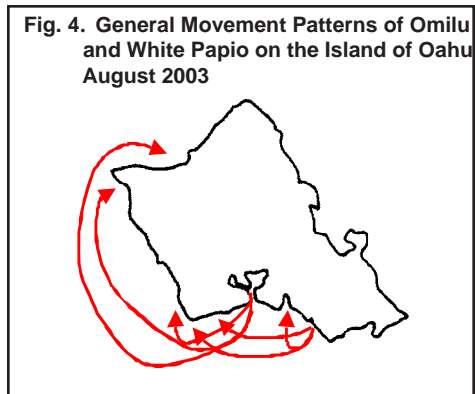 Fig. 4. General Movement Patterns of Omilu
and White Papio on the Island of Oahu
August 2003